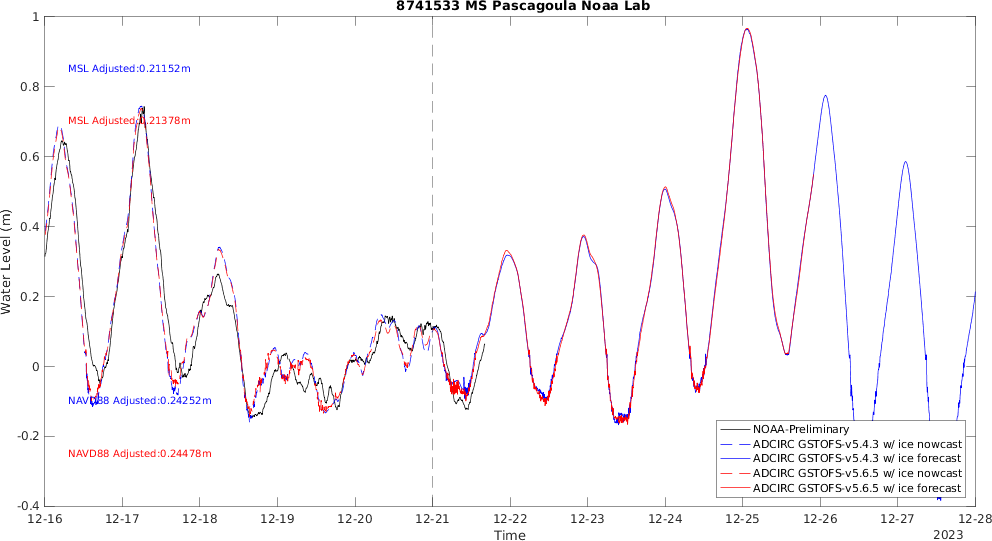 8741533 MS Pascagoula Noaa Lab
1
0.8
0.6
0.4
0.2
0
-0.2
-0.4
Water Level (m)
MSL Adjusted:0.21152m
MSL Adjusted:0.21378m
NAVD88 Adjusted:0.24252m
NAVD88 Adjusted:0.24478m
NOAA-Preliminary
ADCIRC GSTOFS-v5.4.3 w/ ice nowcast
ADCIRC GSTOFS-v5.4.3 w/ ice forecast
ADCIRC GSTOFS-v5.6.5 w/ ice nowcast
ADCIRC GSTOFS-v5.6.5 w/ ice forecast
12-16 12-17 12-18 12-19 12-20 12-21 12-22 12-23 12-24 12-25 12-26 12-27 12-28
Time
2023